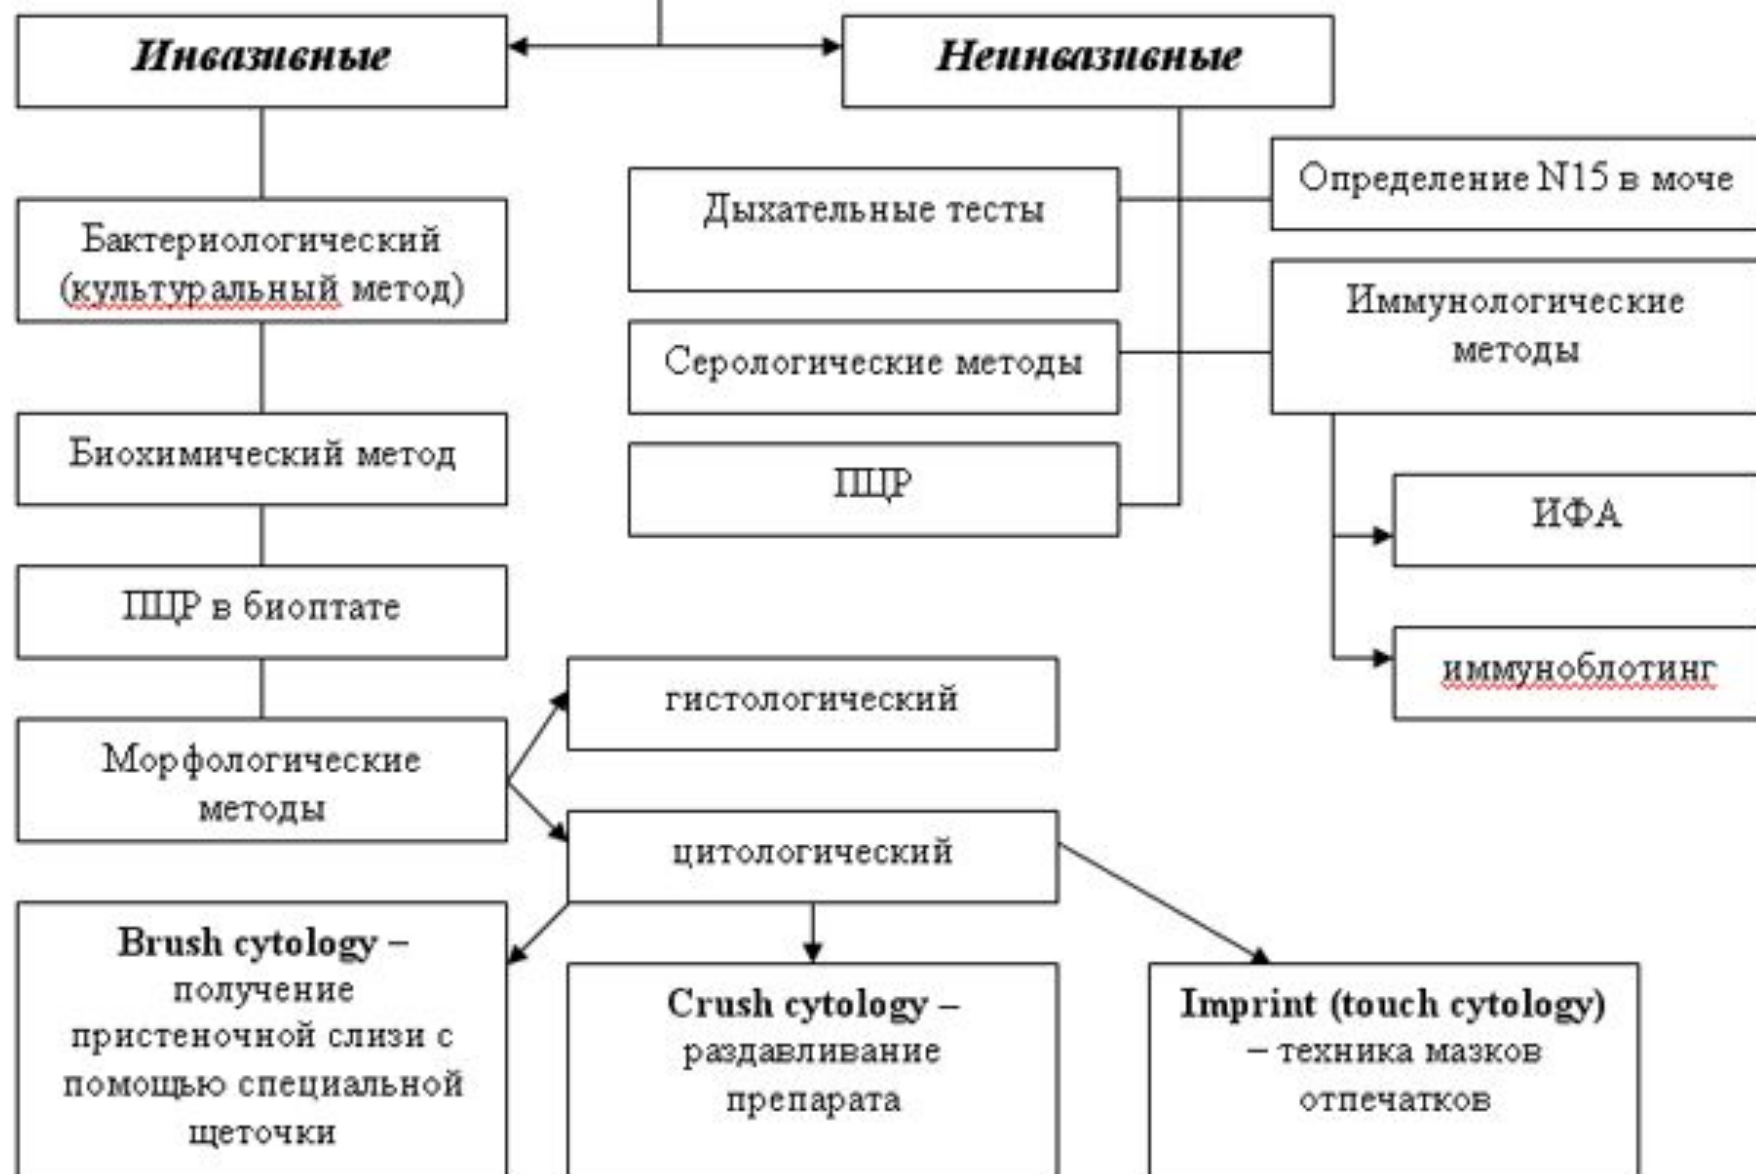 Инвазивные
Неинвазивные
Бактериологический
(культуральный метод)
Биохимический метод
ПЦР в биоптате
Морфологические
методы
Дыхательные тесты
Серологические методы
ПЦР
Определение N15 в моче
Иммунологические
методы
ИФА
иммуноблотинг
гистологический
цитологический
Brush cytology –
получение
пристеночной слизи с
помощью специальной
щеточки
Crush cytology –
раздавливание
препарата
Imprint (touch cytology)
– техника мазков
отпечатков